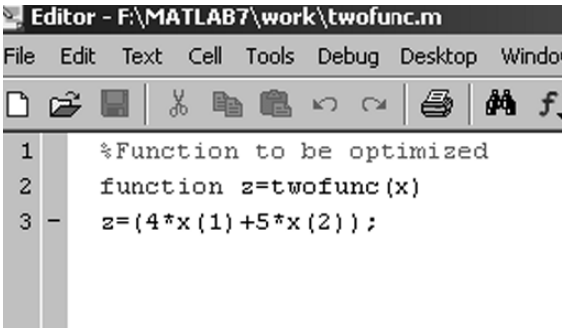 Editor - F:\MATLAB7\work\twofunc.m
File Edit Text Cell Tools Debug Desktop
1 %Function to be optimized
2 function z=twofunc(x)
3 - z=(4*x(1)+5*x(2));